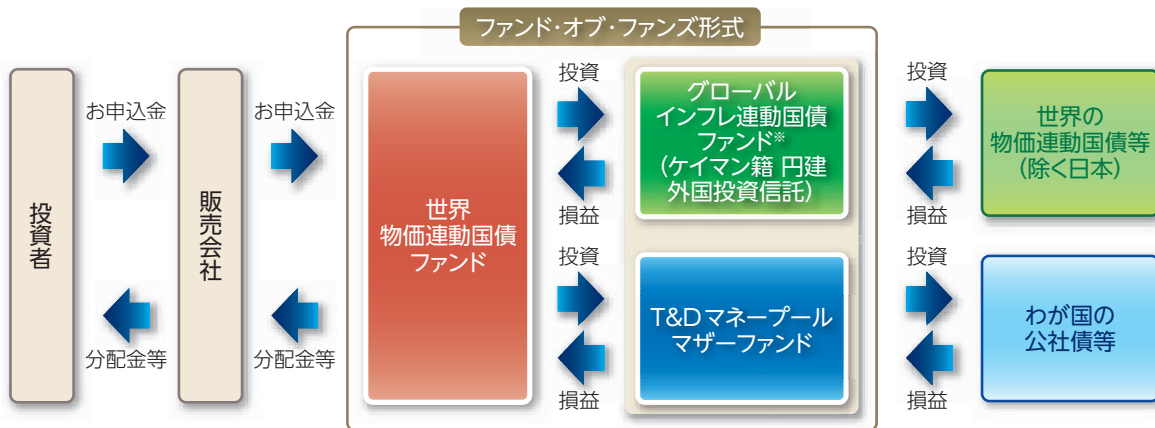 ファンド・オブ・ファンズ形式
投資者
お申込金
分配金等
販売会社
お申込金
分配金等
世界
物価連動国債
ファンド
投資
損益
投資
損益
グローバル
インフレ連動国債
ファンド※
(ケイマン籍 円建
外国投資信託)
T&Dマネープール
マザーファンド
投資
損益
投資
損益
世界の
物価連動国債等
(除く日本)
わが国の
公社債等